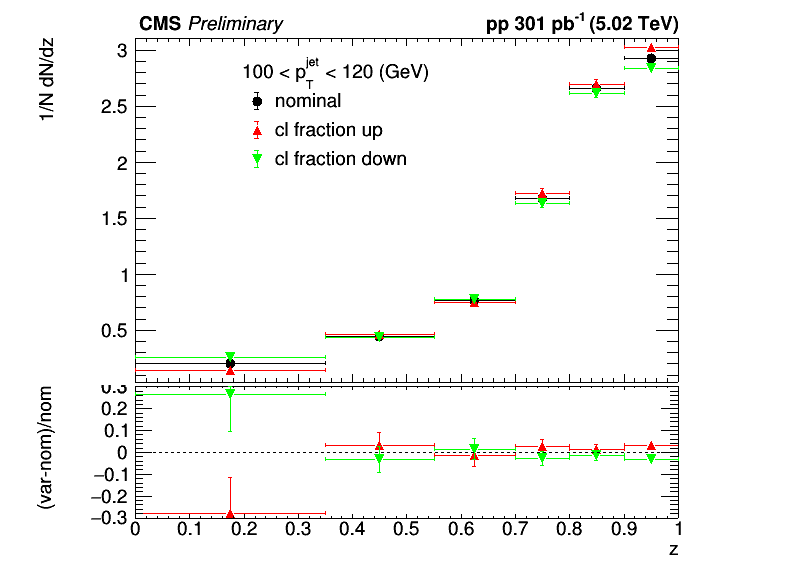 CMS Preliminary pp 301 pb⁻¹ (5.02 TeV)
1/N dN/dz
3
2.5
2
1.5
1
0.5
100 < p_T^jet < 120 (GeV)
nominal
cl fraction up
cl fraction down
(var-nom)/nom
0.3
0.2
0.1
0
−0.1
−0.2
−0.3
0 0.1 0.2 0.3 0.4 0.5 0.6 0.7 0.8 0.9 1
z